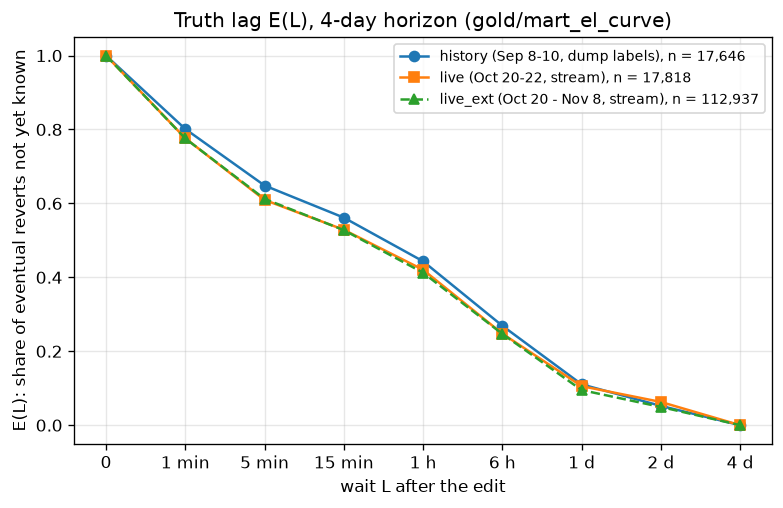 Truth lag E(L), 4-day horizon (gold/mart_el_curve)
E(L): share of eventual reverts not yet known
1.0
0.8
0.6
0.4
0.2
0.0
history (Sep 8-10, dump labels), n = 17,646
live (Oct 20-22, stream), n = 17,818
live_ext (Oct 20 - Nov 8, stream), n = 112,937
0 1 min 5 min 15 min 1 h 6 h 1 d 2 d 4 d
wait L after the edit